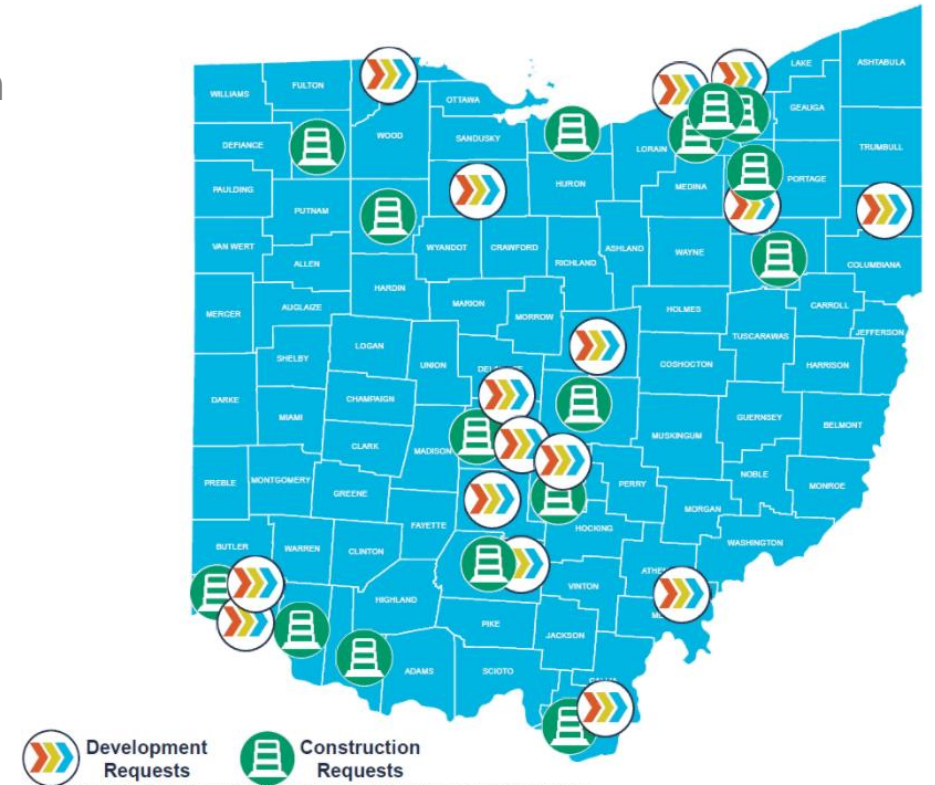 LAKE
ASHTABULA
WILLIAMS
FULTON
OTTAWA
GEAUGA
WOOD
SANDUSKY
DEFIANCE
LORAIN
TRUMBULL
HURON
PORTAGE
PAULDING
MEDINA
PUTNAM
VAN WERT
WYANDOT
CRAWFORD
ASHLAND
WAYNE
RICHLAND
ALLEN
COLUMBIANA
HARDIN
MARION
AUGLAIZE
MERCER
MORROW
HOLMES
CARROLL
JEFFERSON
TUSCARAWAS
LOGAN
SHELBY
UNION
COSHOCTON
HARRISON
DARKE
CHAMPAIGN
MIAMI
GUERNSEY
BELMONT
MUSKINGUM
CLARK
MADISON
NOBLE
PREBLE
MONTGOMERY
PERRY
MONROE
GREENE
MORGAN
FAYETTE
HOCKING
WASHINGTON
BUTLER
WARREN
CLINTON
VINTON
HIGHLAND
PIKE
JACKSON
ADAMS
SCIOTO
Development
Requests
Construction
Requests